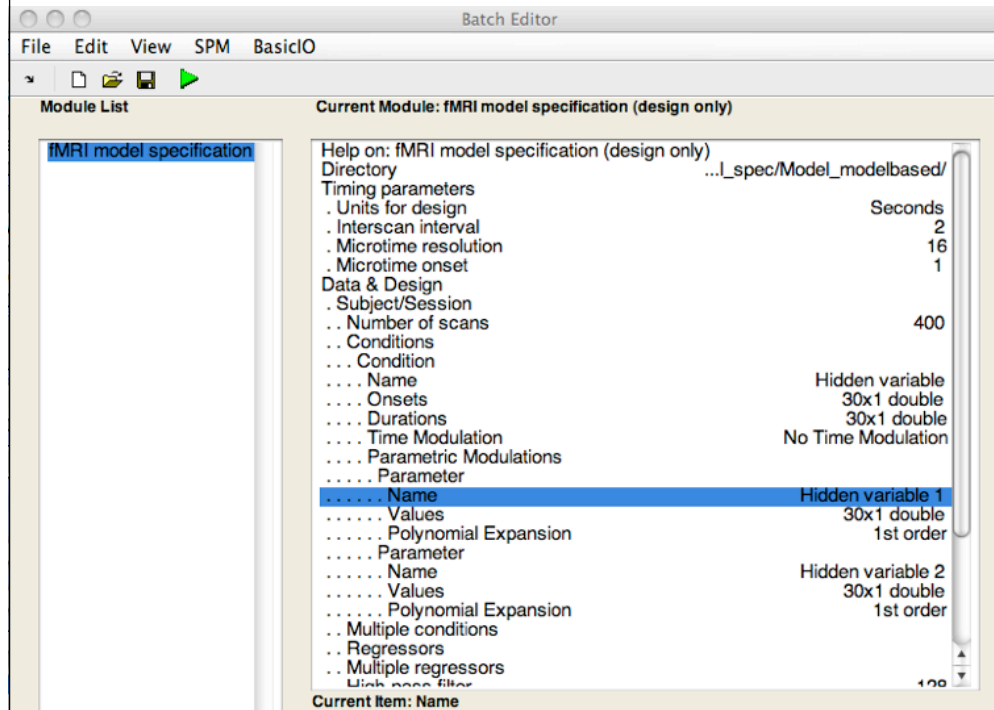 Batch Editor
File Edit View SPM BasicIO
Module List
Current Module: fMRI model specification (design only)
fMRI model specification
Help on: fMRI model specification (design only)
Directory ...l_spec/Model_modelbased/
Timing parameters
. Units for design Seconds
. Interscan interval 2
. Microtime resolution 16
. Microtime onset 1
Data & Design
. Subject/Session
. . Number of scans 400
. . Conditions
. . . Condition
. . . . Name Hidden variable
. . . . Onsets 30x1 double
. . . . Durations 30x1 double
. . . . Time Modulation No Time Modulation
. . . . Parametric Modulations
. . . . . Parameter
. . . . . . Name Hidden variable 1
. . . . . . Values 30x1 double
. . . . . . Polynomial Expansion 1st order
. . . . . Parameter
. . . . . . Name Hidden variable 2
. . . . . . Values 30x1 double
. . . . . . Polynomial Expansion 1st order
. . Multiple conditions
. . Regressors
. . Multiple regressors
. . High-pass filter 128
Current Item: Name